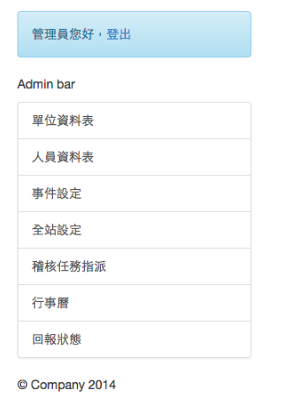 管理員您好，登出
Admin bar
單位資料表
人員資料表
事件設定
全站設定
稽核任務指派
行事曆
回報狀態
© Company 2014